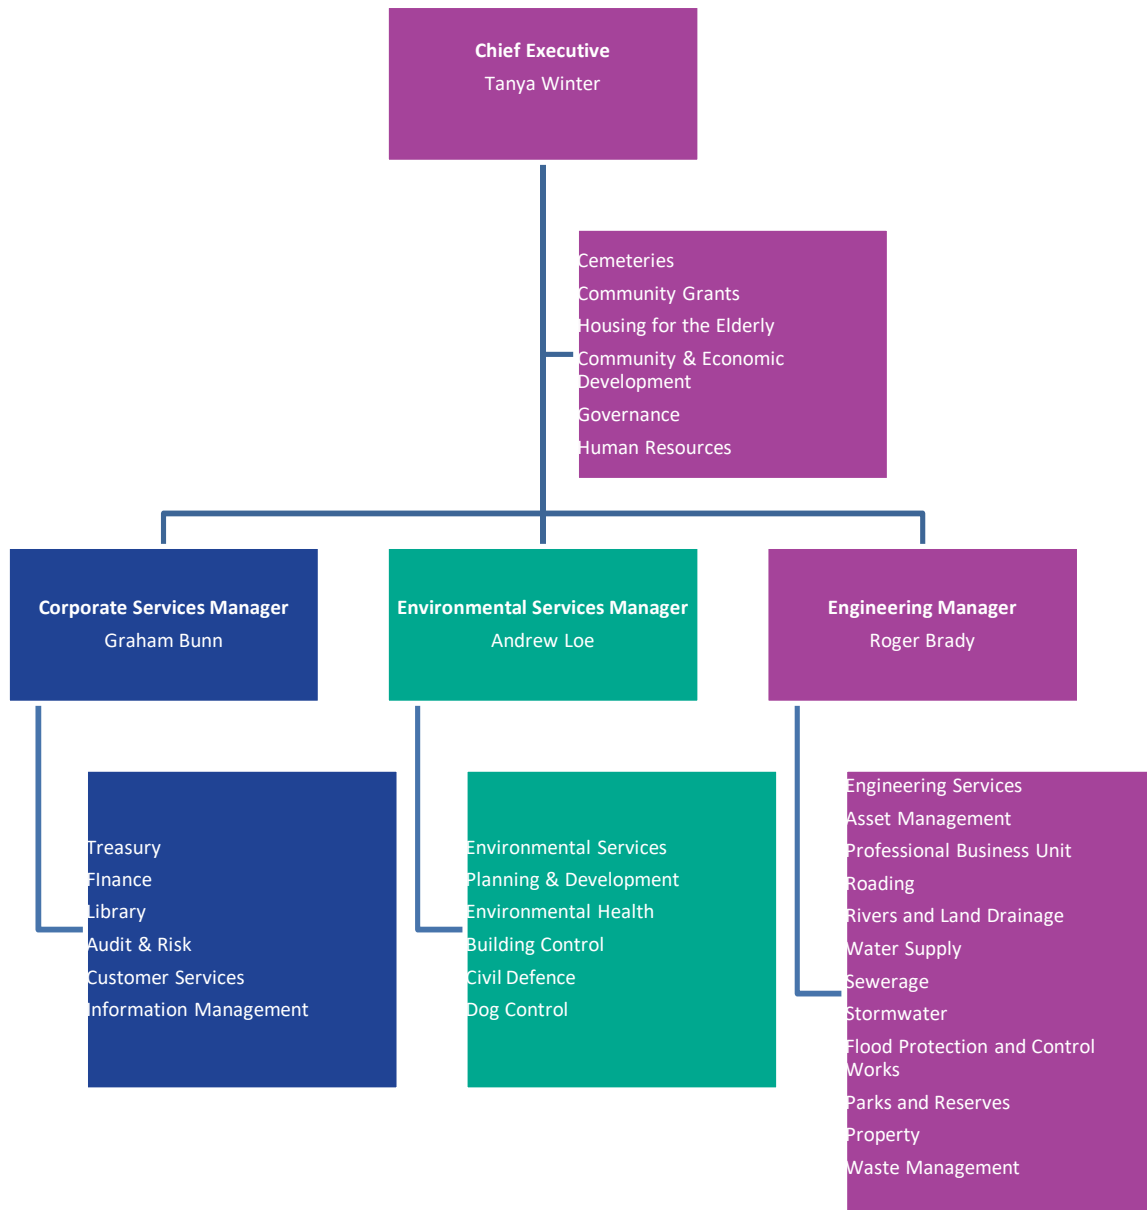 Chief Executive
Tanya Winter
Cemeteries
Community Grants
Housing for the Elderly
Community & Economic
Development
Governance
Human Resources
Corporate Services Manager
Graham Bunn
Environmental Services Manager
Andrew Loe
Engineering Manager
Roger Brady
Treasury
FInance
Library
Audit & Risk
Customer Services
Information Management
Environmental Services
Planning & Development
Environmental Health
Building Control
Civil Defence
Dog Control
Engineering Services
Asset Management
Professional Business Unit
Roading
Rivers and Land Drainage
Water Supply
Sewerage
Stormwater
Flood Protection and Control
Works
Parks and Reserves
Property
Waste Management